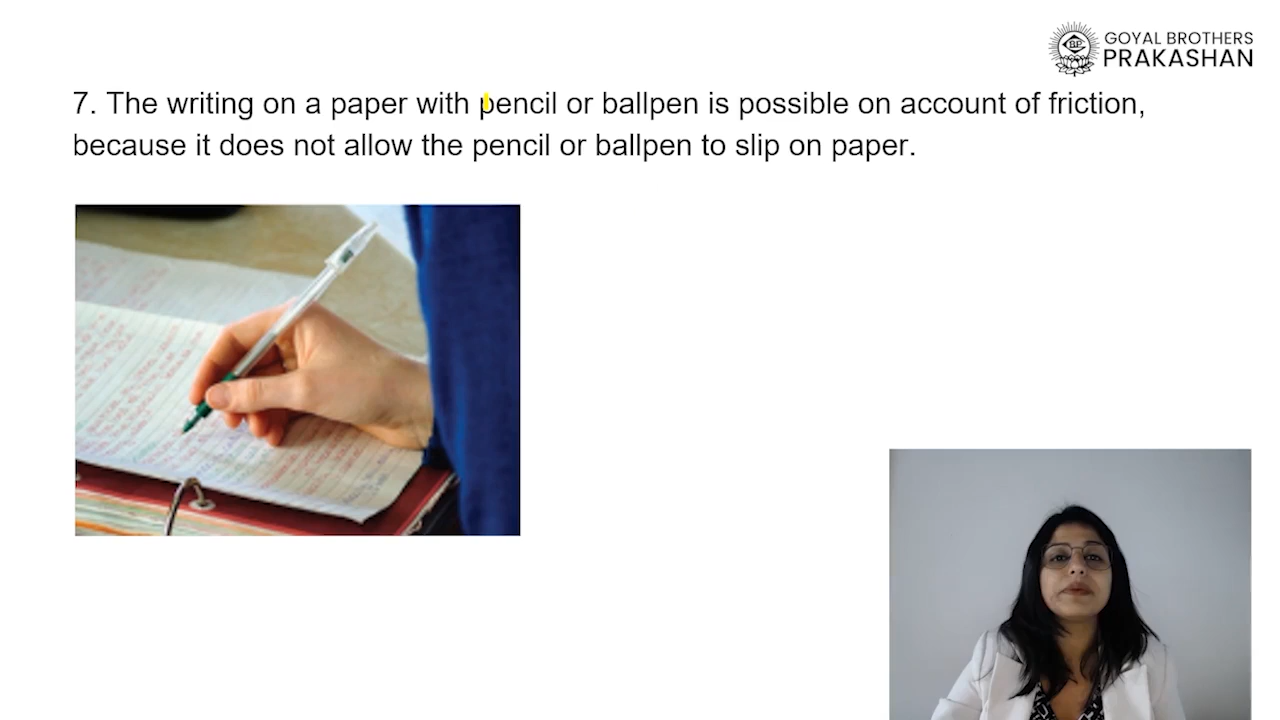 GOYAL BROTHERS
PRAKASHAN
7. The writing on a paper with pencil or ballpen is possible on account of friction,
because it does not allow the pencil or ballpen to slip on paper.